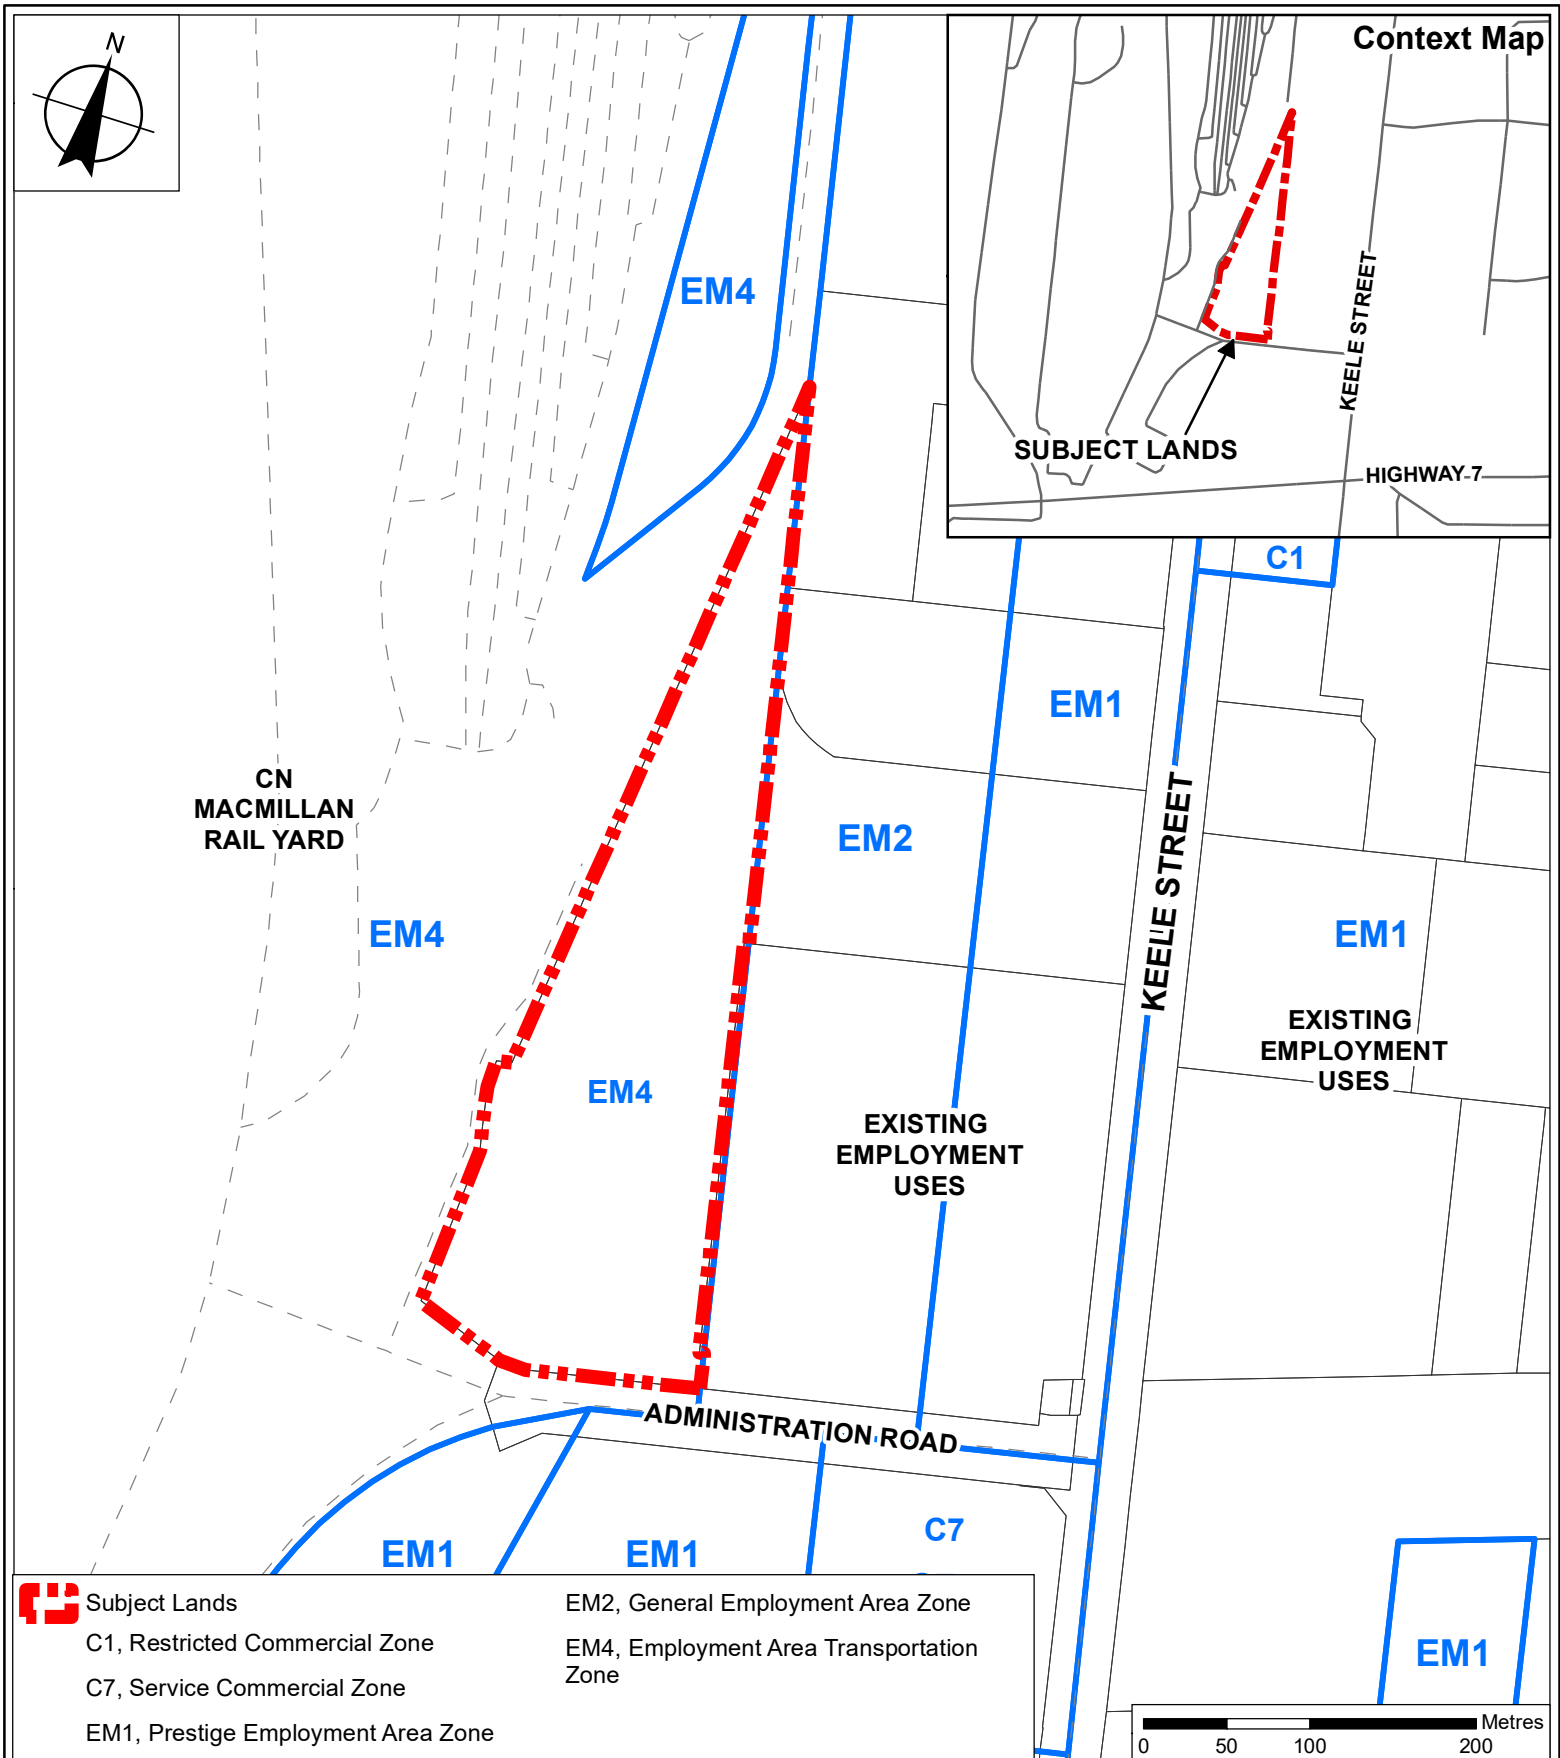 N
Context Map
KEELE STREET
SUBJECT LANDS
HIGHWAY 7
EM4
C1
EM1
CN
MACMILLAN
RAIL YARD
EM2
KEELE STREET
EM4
EM1
EXISTING
EMPLOYMENT
USES
EM4
EXISTING
EMPLOYMENT
USES
ADMINISTRATION ROAD
C7
EM1
EM1
EM1
Subject Lands
C1, Restricted Commercial Zone
C7, Service Commercial Zone
EM1, Prestige Employment Area Zone
EM2, General Employment Area Zone
EM4, Employment Area Transportation
Zone
Metres
0 50 100 200